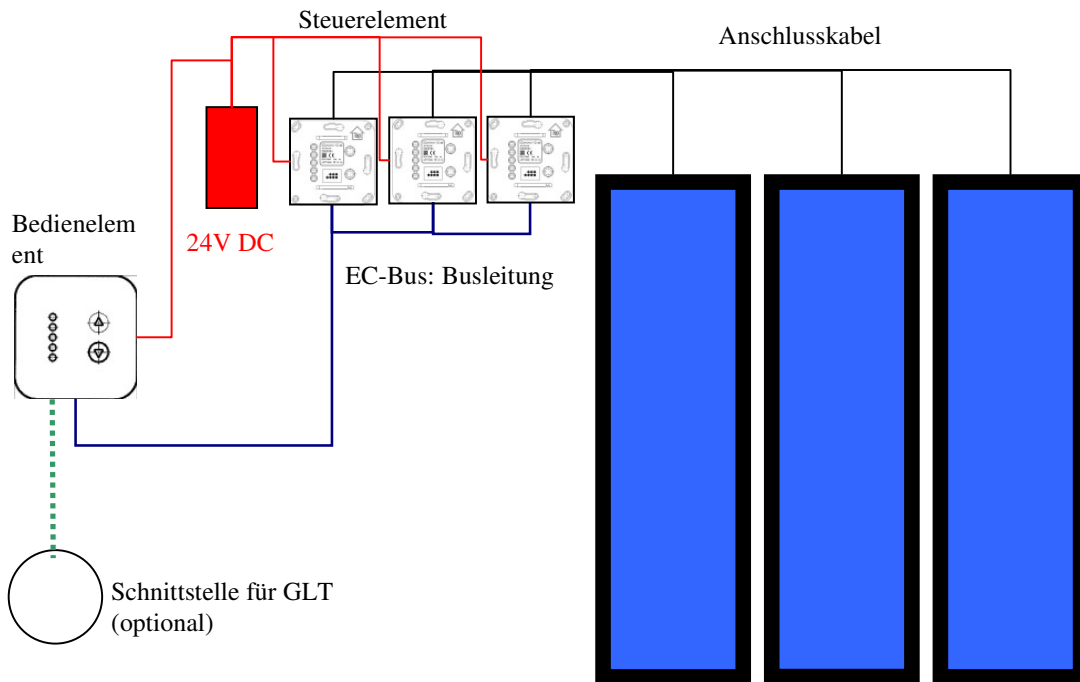 Steuerelement
Anschlusskabel
Bedienelem
ent
24V DC
EC-Bus: Busleitung
Schnittstelle für GLT
(optional)